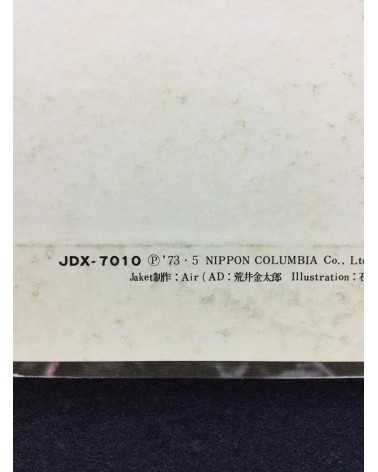 JDX-7010 Ⓟ '73・5 NIPPON COLUMBIA Co., Ltd
Jaket制作：Air ( AD：荒井金太郎 Illustration：